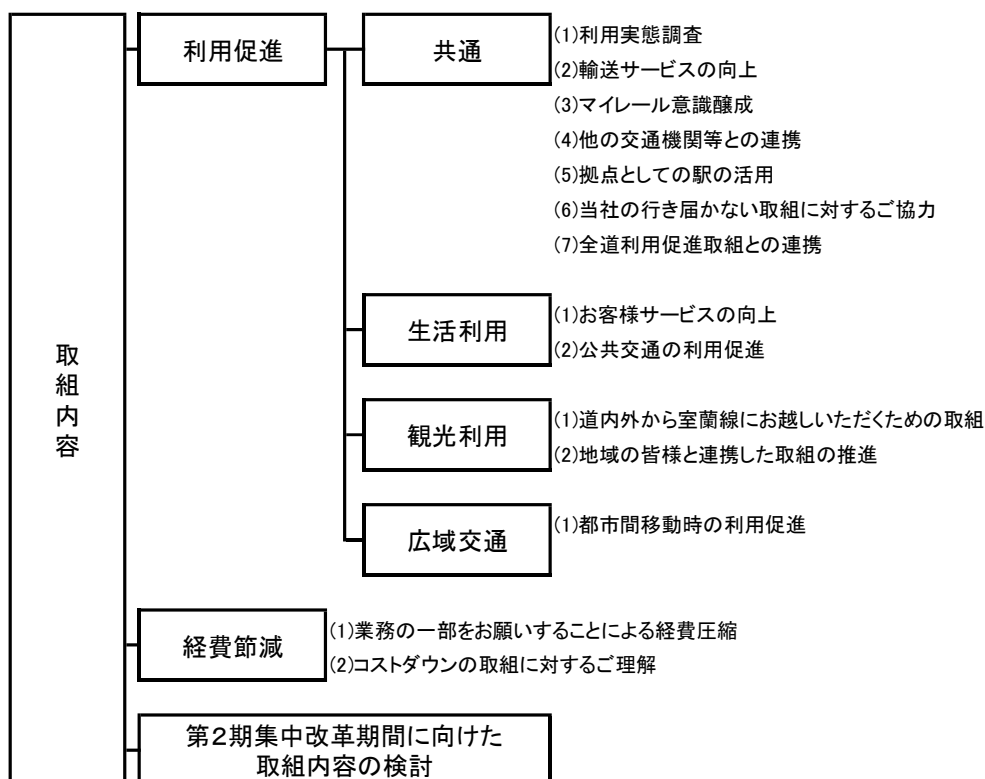 取組内容
利用促進
共通
(1)利用実態調査
(2)輸送サービスの向上
(3)マイレール意識醸成
(4)他の交通機関等との連携
(5)拠点としての駅の活用
(6)当社の行き届かない取組に対するご協力
(7)全道利用促進取組との連携
生活利用
(1)お客様サービスの向上
(2)公共交通の利用促進
観光利用
(1)道内外から室蘭線にお越しいただくための取組
(2)地域の皆様と連携した取組の推進
広域交通
(1)都市間移動時の利用促進
経費節減
(1)業務の一部をお願いすることによる経費圧縮
(2)コストダウンの取組に対するご理解
第2期集中改革期間に向けた
取組内容の検討